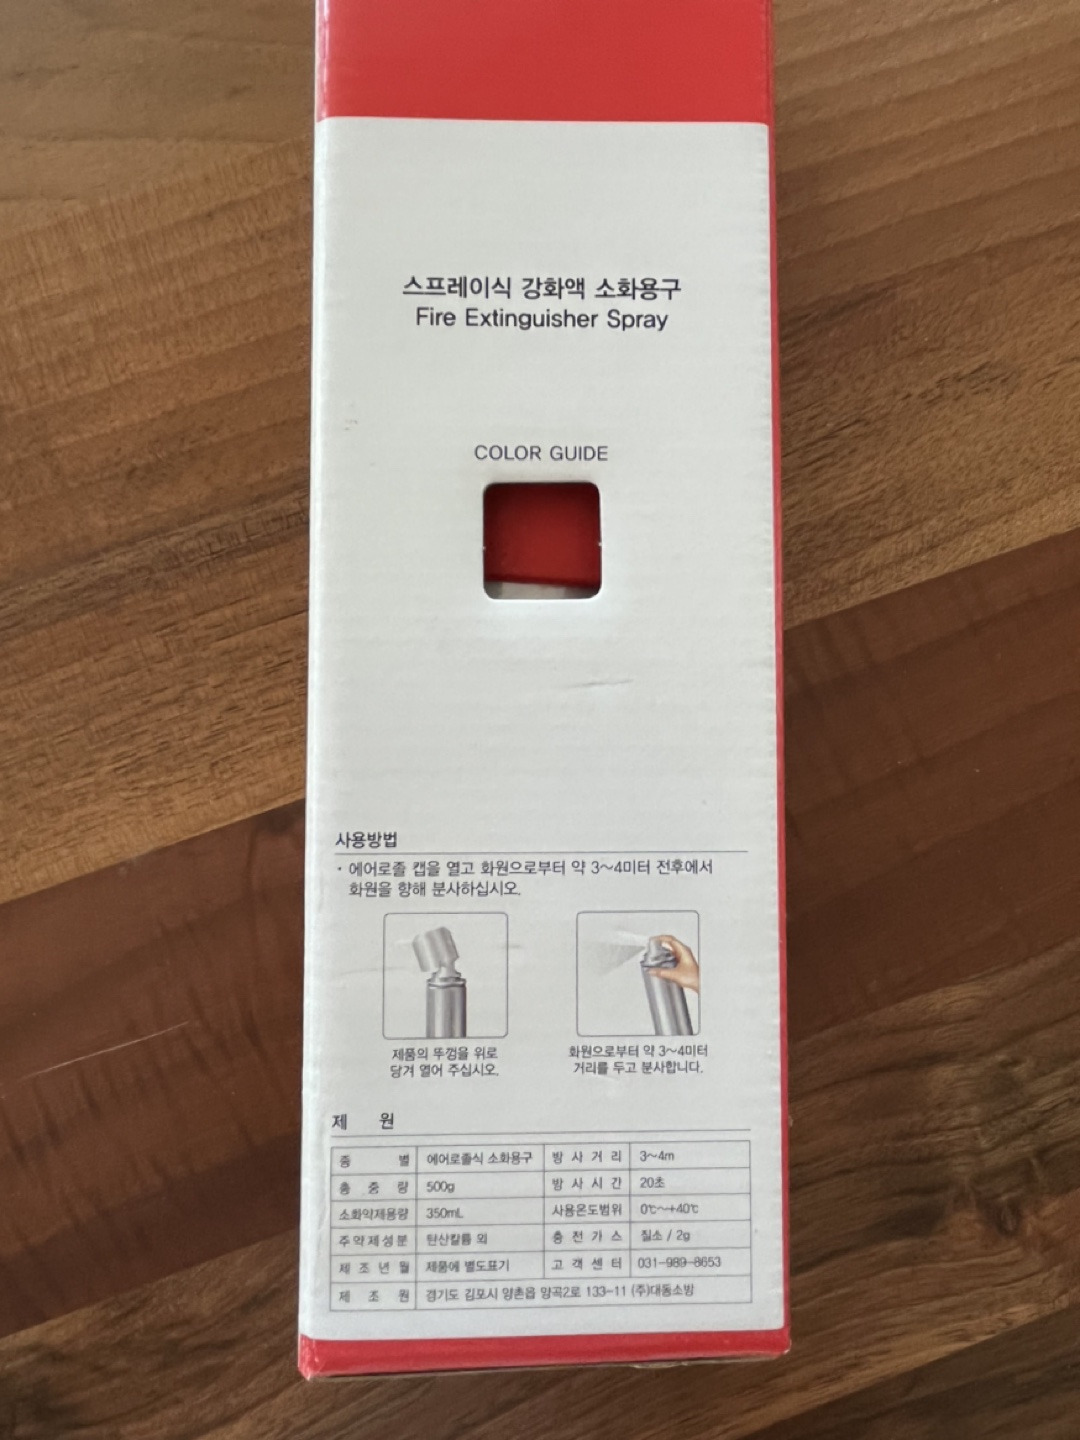 스프레이식 강화액 소화용구
Fire Extinguisher Spray
COLOR GUIDE
사용방법
· 에어로졸 캡을 열고 화원으로부터 약 3~4미터 전후에서
화원을 향해 분사하십시오.
제품의 뚜껑을 위로
당겨 열어 주십시오.
화원으로부터 약 3~4미터
거리를 두고 분사합니다.
제 원
종 별 에어로졸식 소화용구 방 사 거 리 3~4m
총 중 량 500g 방 사 시 간 20초
소화약제용량 350mL 사용온도범위 0℃~+40℃
주약제성분 탄산칼륨 외 충 전 가 스 질소 / 2g
제 조 년 월 제품에 별도표기 고 객 센 터 031-989-8653
제 조 원 경기도 김포시 양촌읍 양곡2로 133-11 (주)대동소방